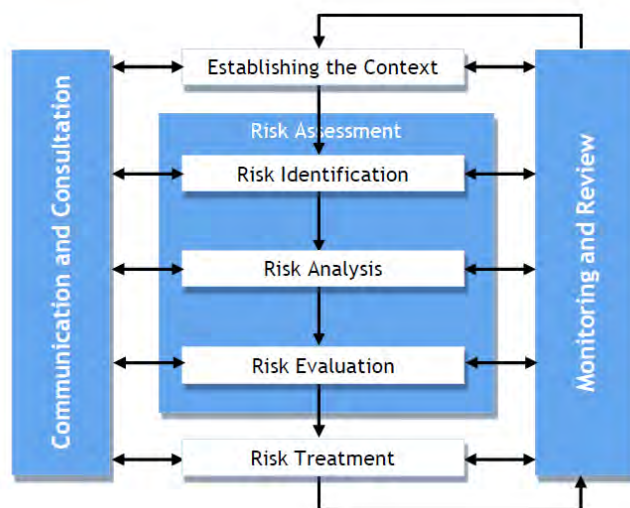 Establishing the Context
Communication and Consultation
Risk Assessment
Risk Identification
Risk Analysis
Risk Evaluation
Monitoring and Review
Risk Treatment